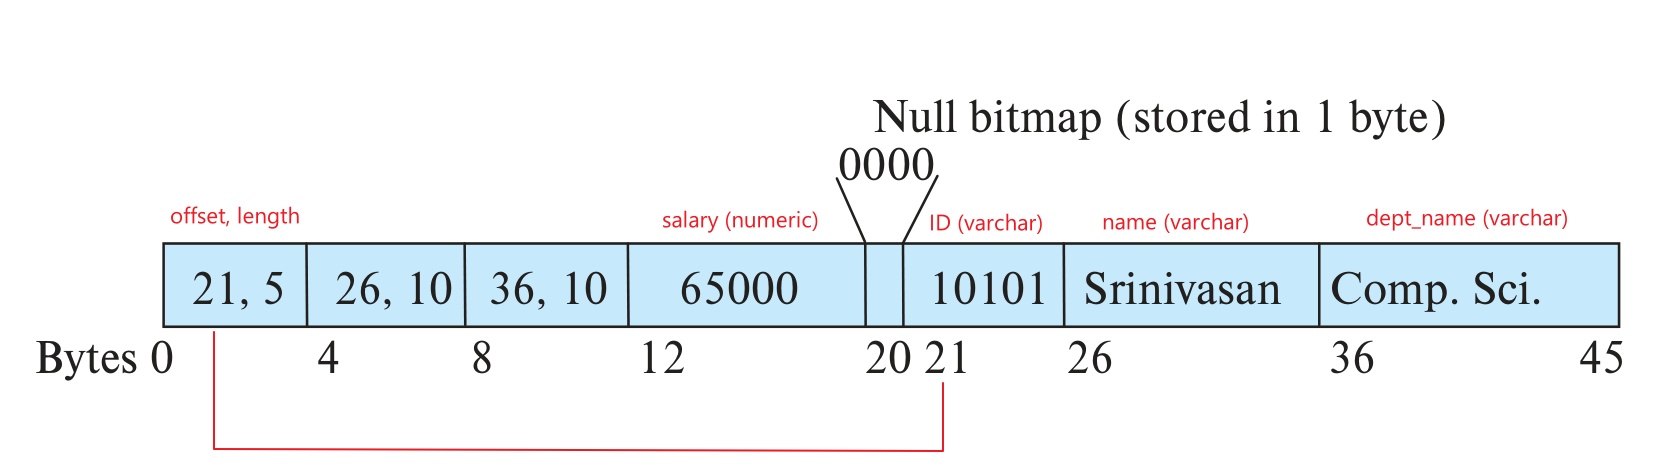 Null bitmap (stored in 1 byte)
0000
offset, length
salary (numeric)
ID (varchar)
name (varchar)
dept_name (varchar)
21, 5
26, 10
36, 10
65000
10101
Srinivasan
Comp. Sci.
Bytes 0
4
8
12
20
21
26
36
45